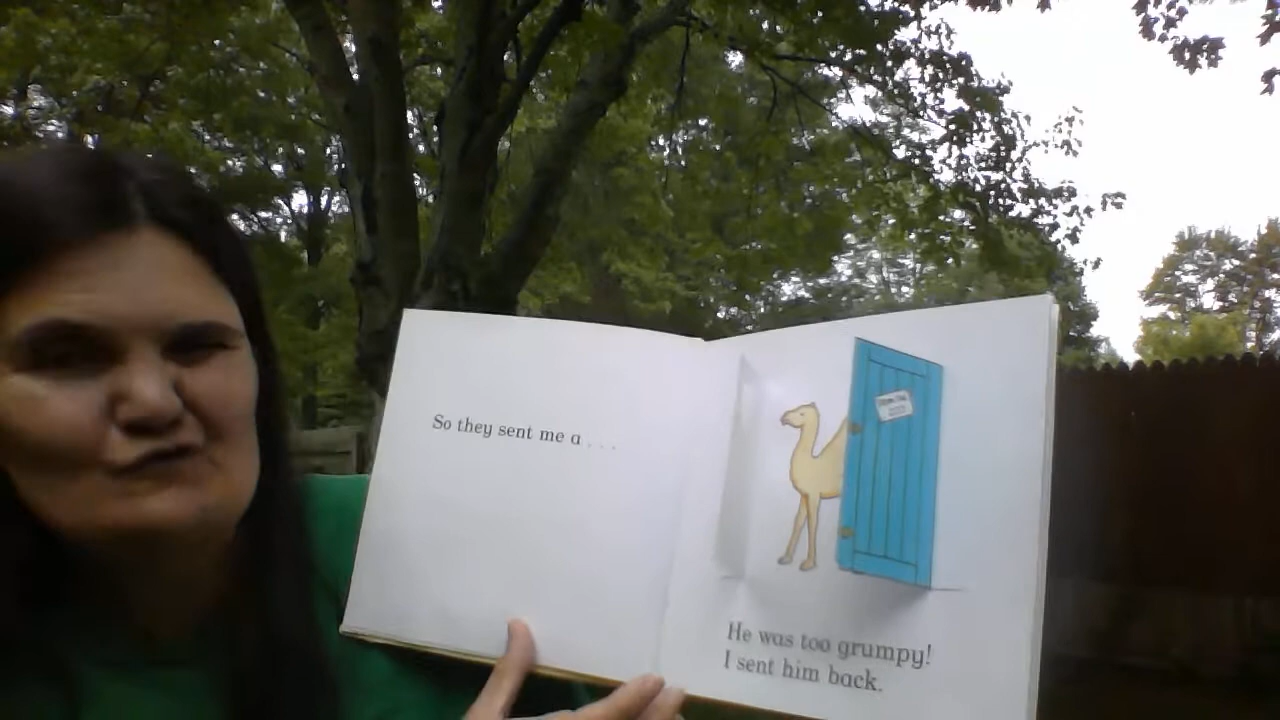 So they sent me a . . .
He was too grumpy!
I sent him back.